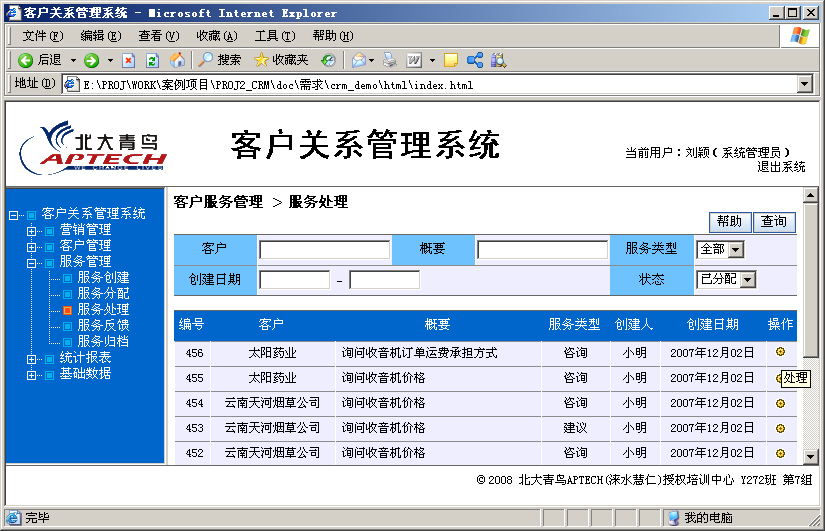 客户关系管理系统 - Microsoft Internet Explorer
文件(F) 编辑(E) 查看(V) 收藏(A) 工具(T) 帮助(H)
后退 搜索 收藏夹
地址(D) E:\PROJ\WORK\案例项目\PROJ2_CRM\doc\需求\crm_demo\html\index.html
北大青鸟
APTECH
WE CHANGE LIVES
客户关系管理系统
当前用户:刘颖(系统管理员)
退出系统
客户关系管理系统
营销管理
客户管理
服务管理
服务创建
服务分配
服务处理
服务反馈
服务归档
统计报表
基础数据
客户服务管理 > 服务处理
帮助 查询
客户 概要 服务类型 全部
创建日期 - 状态 已分配
编号 客户 概要 服务类型 创建人 创建日期 操作
456 太阳药业 询问收音机订单运费承担方式 咨询 小明 2007年12月02日
455 太阳药业 询问收音机价格 咨询 小明 2007年12月02日
处理
454 云南天河烟草公司 询问收音机价格 咨询 小明 2007年12月02日
453 云南天河烟草公司 询问收音机价格 建议 小明 2007年12月02日
452 云南天河烟草公司 询问收音机价格 咨询 小明 2007年12月02日
©2008 北大青鸟APTECH(涞水慧仁)授权培训中心 Y272班 第7组
完毕 我的电脑